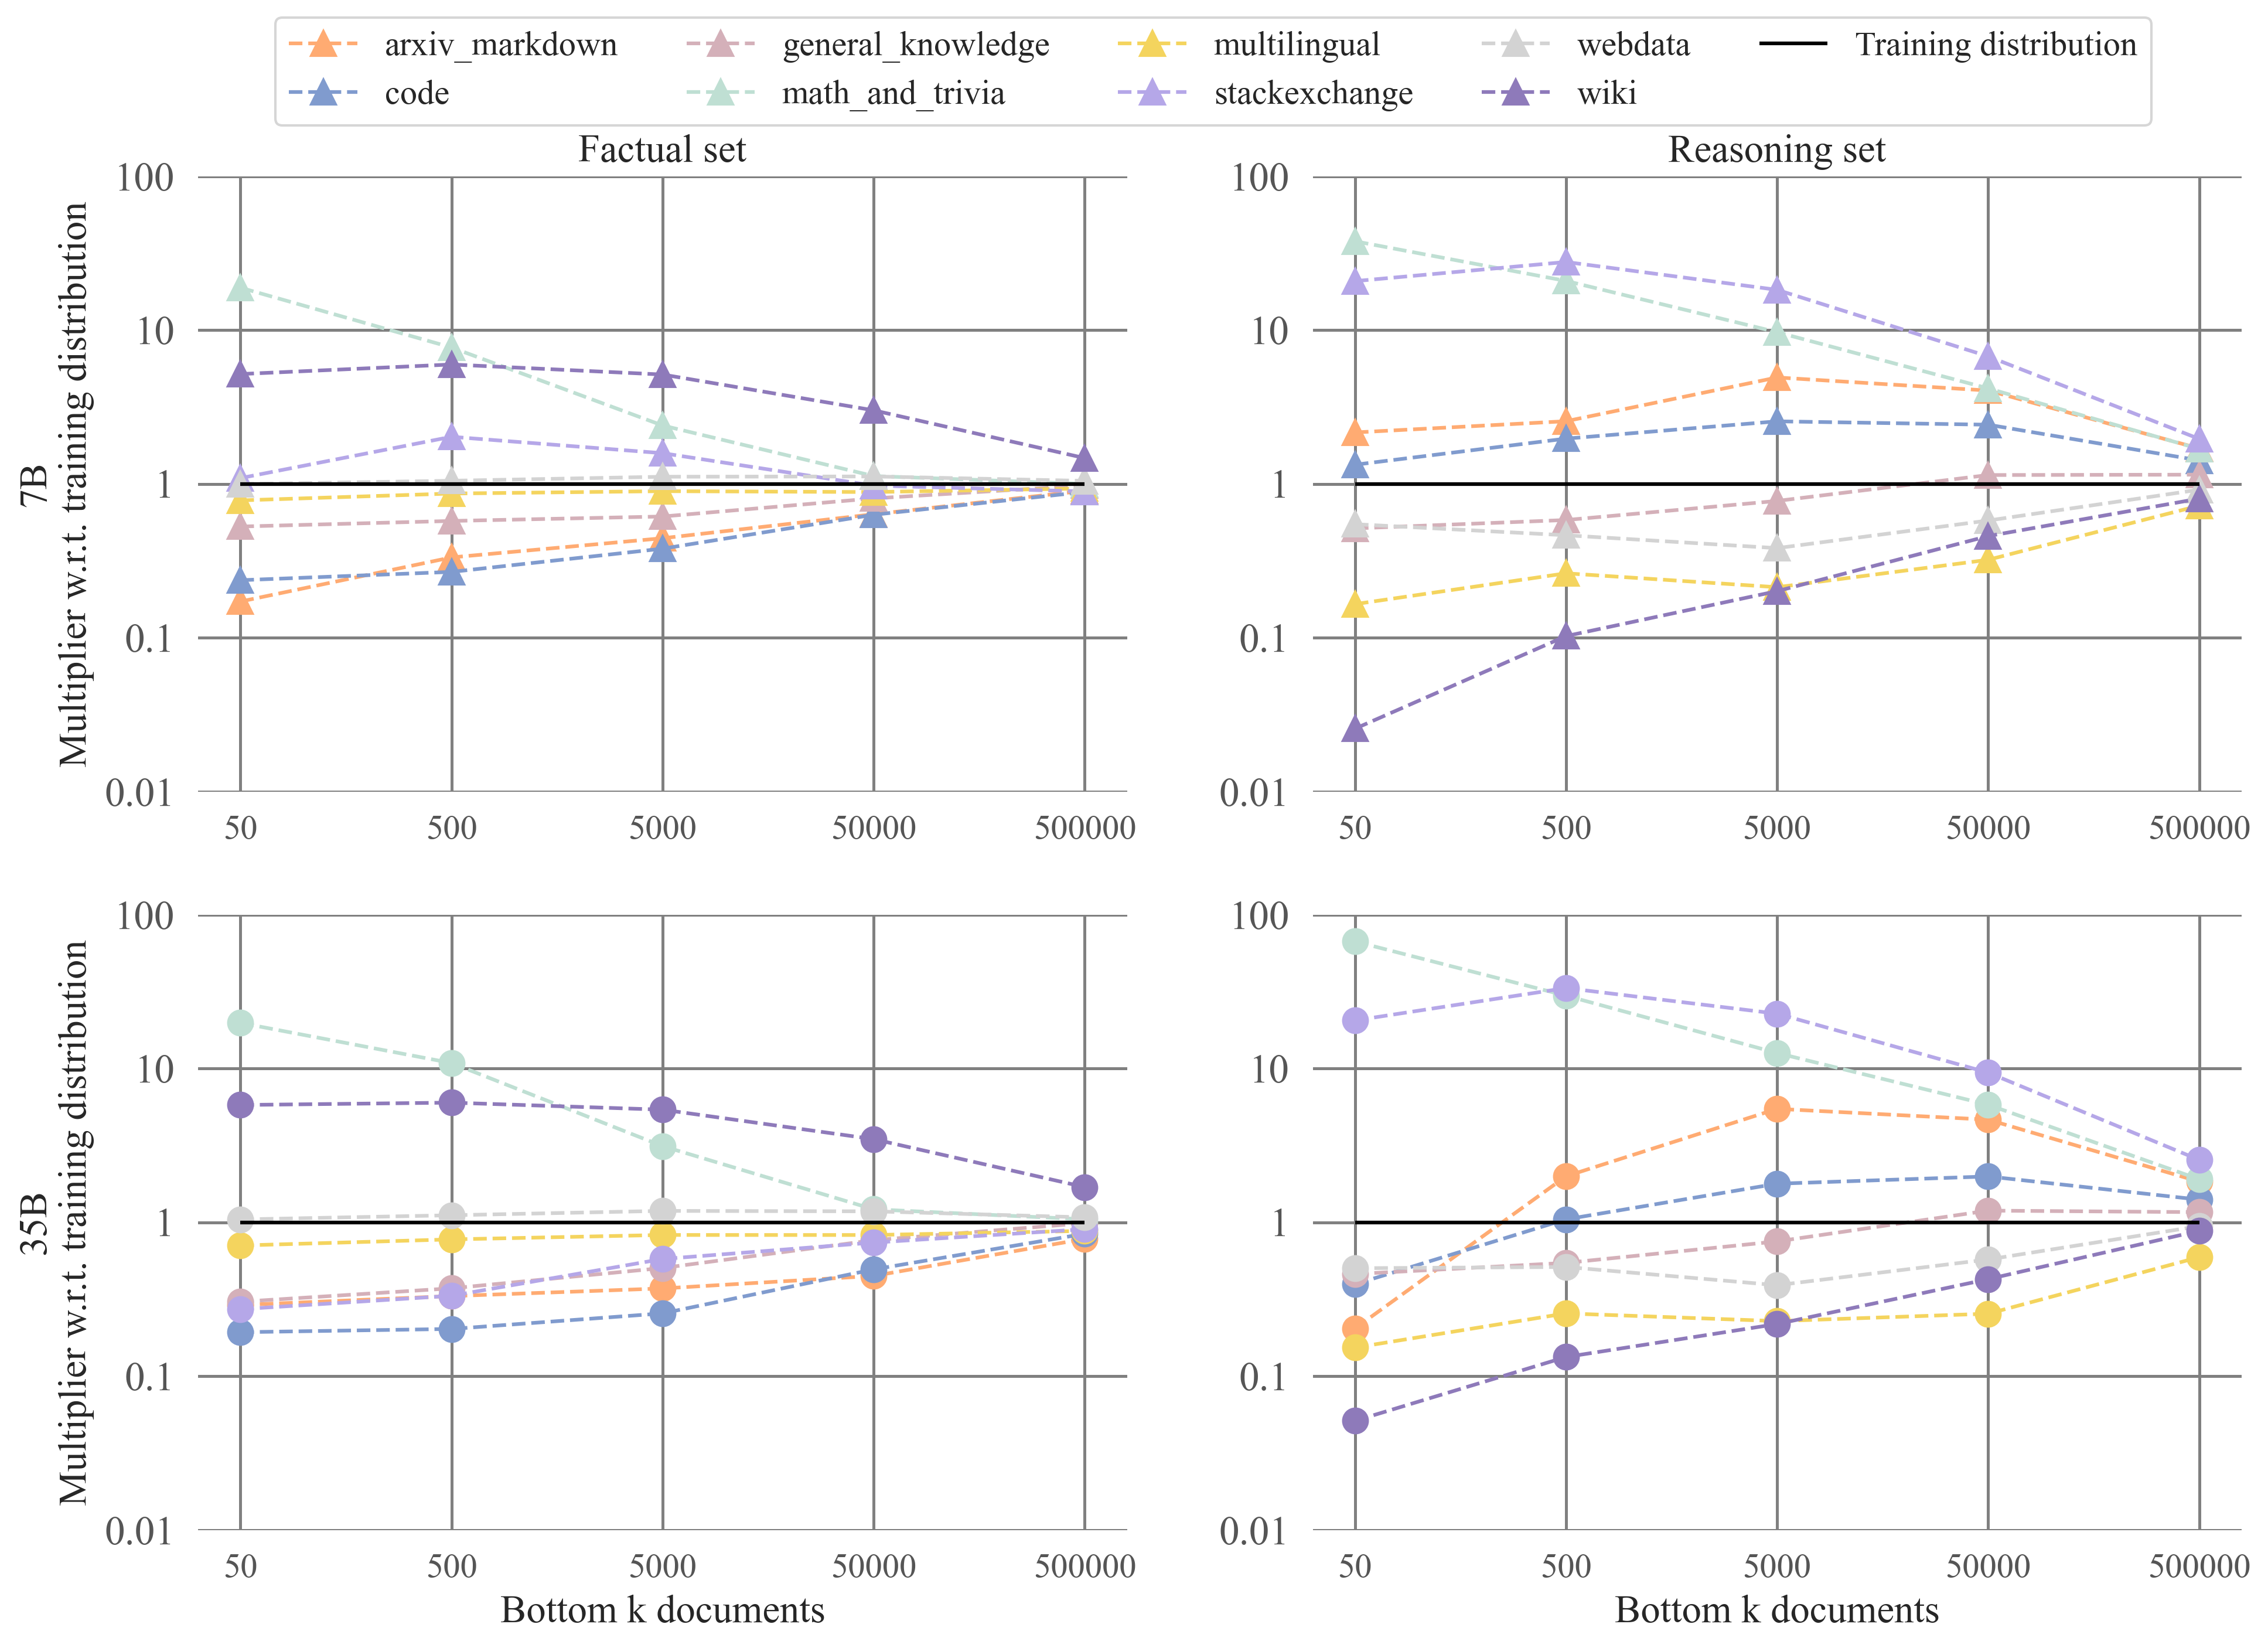 arxiv_markdown general_knowledge multilingual webdata Training distribution
code math_and_trivia stackexchange wiki
Factual set Reasoning set
7B
Multiplier w.r.t. training distribution
100
10
1
0.1
0.01
50 500 5000 50000 500000
100
10
1
0.1
0.01
50 500 5000 50000 500000
35B
Multiplier w.r.t. training distribution
100
10
1
0.1
0.01
50 500 5000 50000 500000
Bottom k documents
100
10
1
0.1
0.01
50 500 5000 50000 500000
Bottom k documents